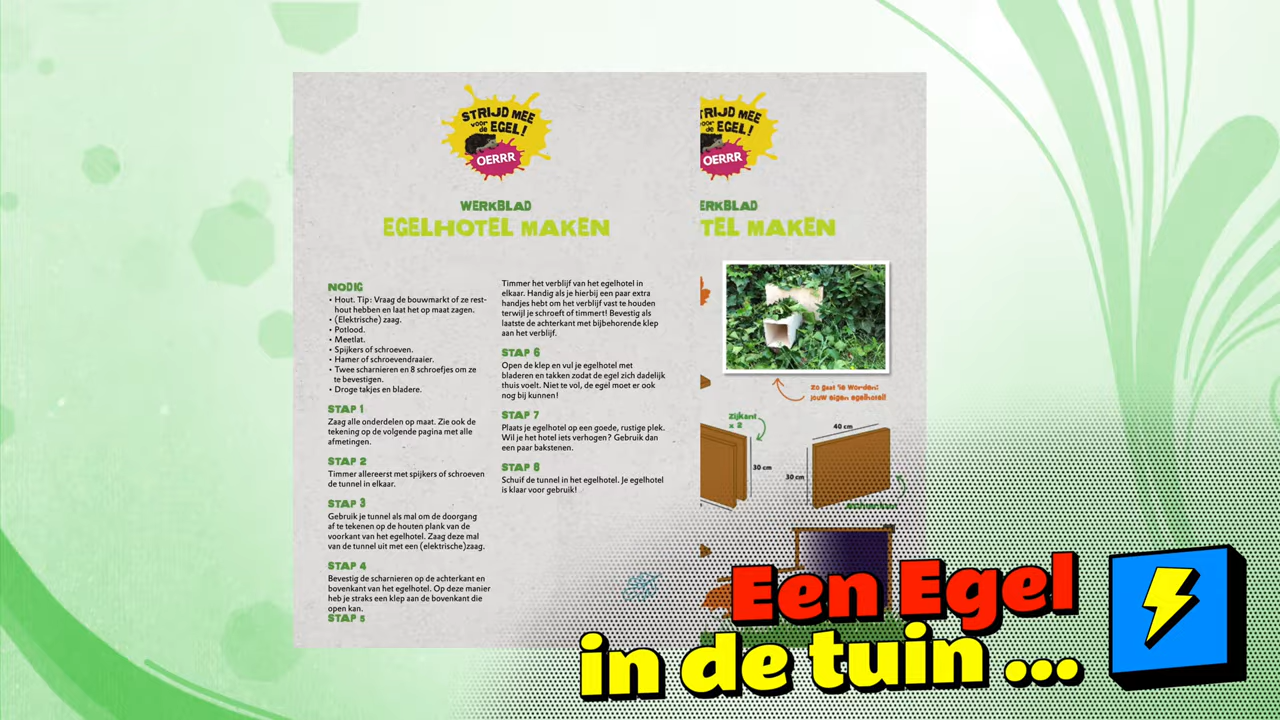 STRIJD MEE
voor
de EGEL!
OERRR
WERKBLAD
EGELHOTEL MAKEN
NODIG
• Hout. Tip: Vraag de bouwmarkt of ze rest-
hout hebben en laat het op maat zagen.
• (Elektrische) zaag.
• Potlood.
• Meetlat.
• Spijkers of schroeven.
• Hamer of schroevendraaier.
• Twee scharnieren en 8 schroefjes om ze
te bevestigen.
• Droge takjes en bladere.
STAP 1
Zaag alle onderdelen op maat. Zie ook de
tekening op de volgende pagina met alle
afmetingen.
STAP 2
Timmer allereerst met spijkers of schroeven
de tunnel in elkaar.
STAP 3
Gebruik je tunnel als mal om de doorgang
af te tekenen op de houten plank van de
voorkant van het egelhotel. Zaag deze mal
van de tunnel uit met een (elektrische)zaag.
STAP 4
Bevestig de scharnieren op de achterkant en
bovenkant van het egelhotel. Op deze manier
heb je straks een klep aan de bovenkant die
open kan.
STAP 5
Timmer het verblijf van het egelhotel in
elkaar. Handig als je hierbij een paar extra
handjes hebt om het verblijf vast te houden
terwijl je schroeft of timmert! Bevestig als
laatste de achterkant met bijbehorende klep
aan het verblijf.
STAP 6
Open de klep en vul je egelhotel met
bladeren en takken zodat de egel zich dadelijk
thuis voelt. Niet te vol, de egel moet er ook
nog bij kunnen!
STAP 7
Plaats je egelhotel op een goede, rustige plek.
Wil je het hotel iets verhogen? Gebruik dan
een paar bakstenen.
STAP 8
Schuif de tunnel in het egelhotel. Je egelhotel
is klaar voor gebruik!
TRIJD MEE
voor
de EGEL!
OERRR
ERKBLAD
TEL MAKEN
Zo gaat ie worden:
jouw eigen egelhotel!
Zijkant
x 2
30 cm
40 cm
30 cm
Achterkant
Een Egel
in de tuin ...